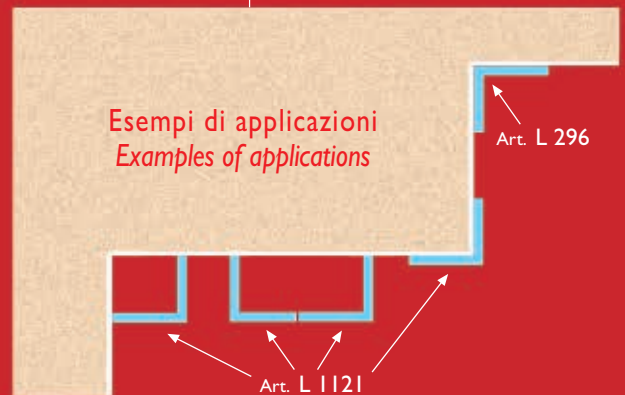 Esempi di applicazioni
Examples of applications
Art. L 296
Art. L 1121